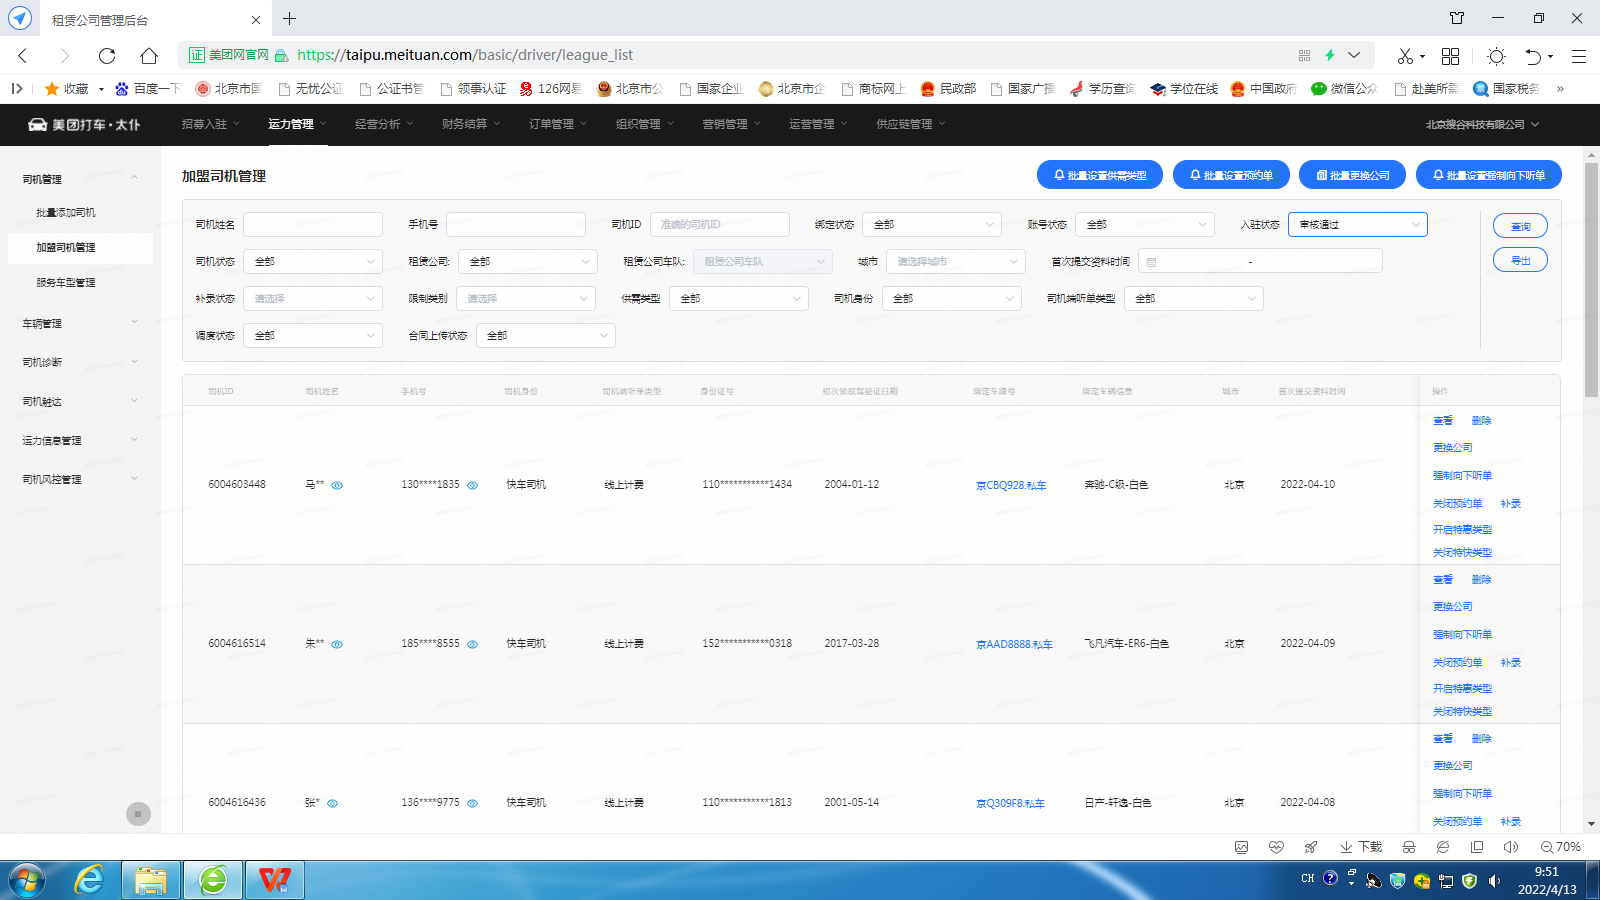 租赁公司管理后台
证 美团网官网 https://taipu.meituan.com/basic/driver/league_list
收藏 百度一下 北京市国 无忧公证 公证书管 领事认证 126网易 北京市公 国家企业 北京市企 商标网上 民政部 国家广播 学历查询 学位在线 中国政府 微信公众 赴美所需 国家税务 »
美团打车·太仆 招募入驻 运力管理 经营分析 财务结算 订单管理 组织管理 营销管理 运营管理 供应链管理 北京搜谷科技有限公司
司机管理
批量添加司机
加盟司机管理
服务车型管理
车辆管理
司机诊断
司机触达
运力信息管理
司机风控管理
加盟司机管理 批量设置供需类型 批量设置预约单 批量更换公司 批量设置强制向下听单
司机姓名 手机号 司机ID 准确的司机ID 绑定状态 全部 账号状态 全部 入驻状态 审核通过 查询
司机状态 全部 租赁公司: 全部 租赁公司车队: 租赁公司车队 城市 请选择城市 首次提交资料时间 - 导出
补录状态 请选择 限制类别 请选择 供需类型 全部 司机身份 全部 司机端听单类型 全部
调度状态 全部 合同上传状态 全部
司机ID 司机姓名 手机号 司机身份 司机端听单类型 身份证号 初次领取驾驶证日期 绑定车牌号 绑定车辆信息 城市 首次提交资料时间 操作
6004603448 马** 130****1835 快车司机 线上计费 110***********1434 2004-01-12 京CBQ928.私车 奔驰-C级-白色 北京 2022-04-10
查看 删除
更换公司
强制向下听单
关闭预约单 补录
开启特惠类型
关闭特快类型
6004616514 朱** 185****8555 快车司机 线上计费 152***********0318 2017-03-28 京AAD8888.私车 飞凡汽车-ER6-白色 北京 2022-04-09
查看 删除
更换公司
强制向下听单
关闭预约单 补录
开启特惠类型
关闭特快类型
6004616436 张* 136****9775 快车司机 线上计费 110***********1813 2001-05-14 京Q309F8.私车 日产-轩逸-白色 北京 2022-04-08
查看 删除
更换公司
强制向下听单
关闭预约单 补录
下载 70%
CH 9:51
2022/4/13